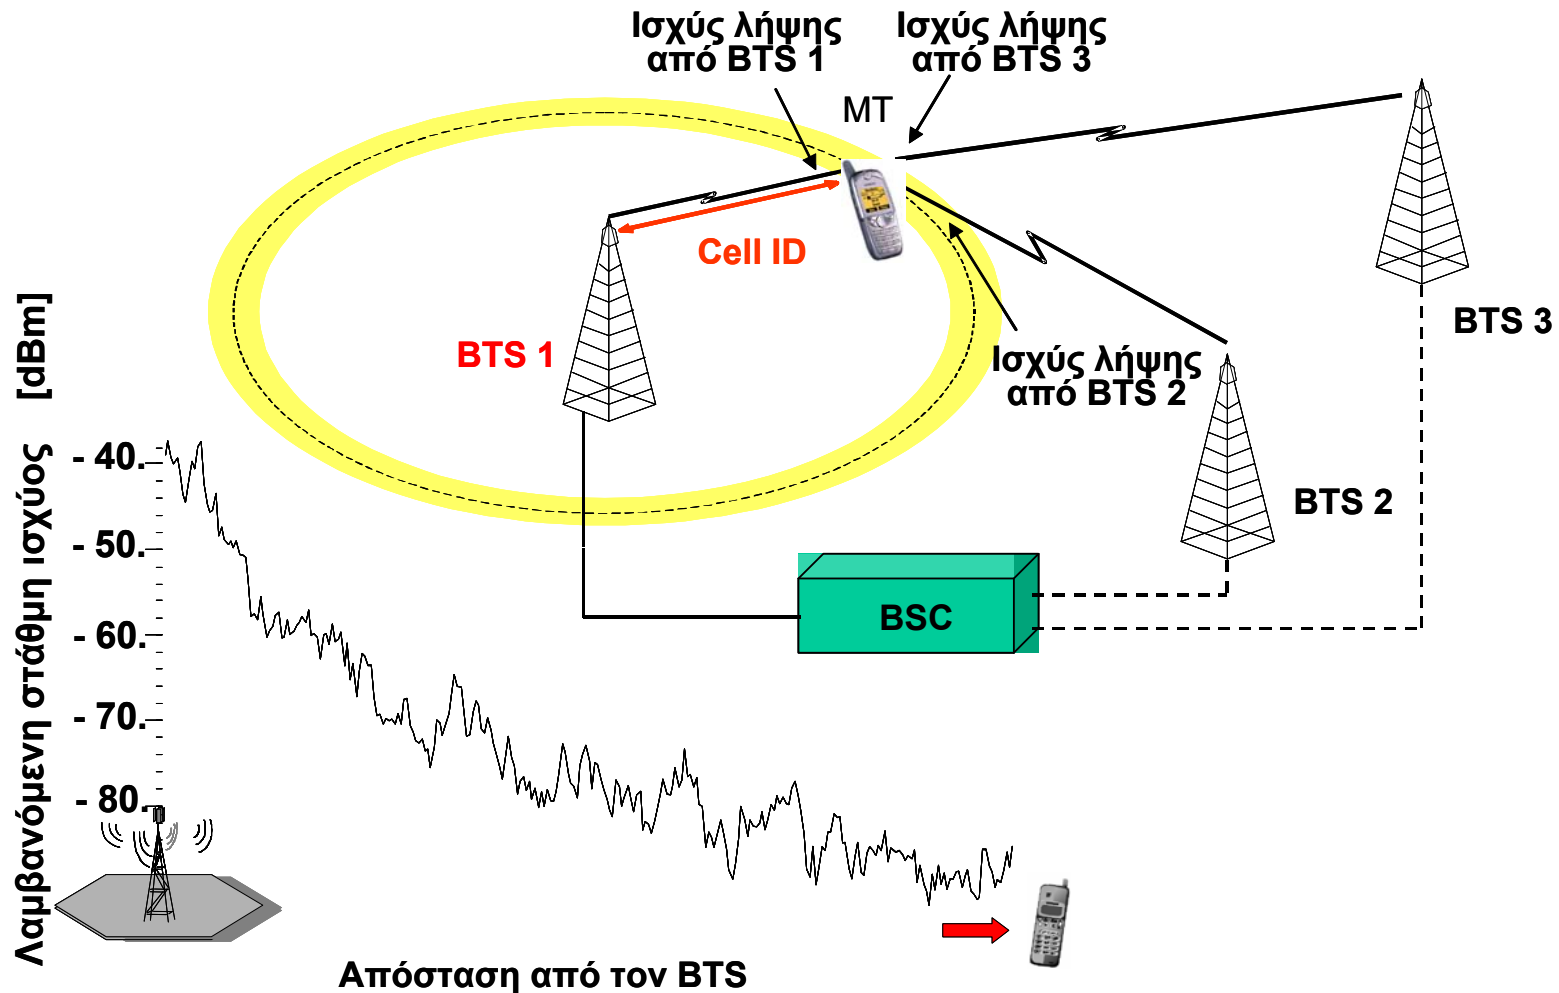 Ισχύς λήψης
από BTS 1
Ισχύς λήψης
από BTS 3
MT
Cell ID
BTS 1
BTS 3
Ισχύς λήψης
από BTS 2
BTS 2
BSC
Λαμβανόμενη στάθμη ισχύος [dBm]
- 40.
- 50.
- 60.
- 70.
- 80.
Απόσταση από τον BTS